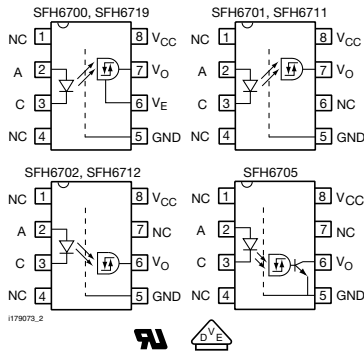 SFH6700, SFH6719
NC 1 8 VCC
A 2 7 VO
C 3 6 VE
NC 4 5 GND
SFH6701, SFH6711
NC 1 8 VCC
A 2 7 VO
C 3 6 NC
NC 4 5 GND
SFH6702, SFH6712
NC 1 8 VCC
A 2 7 NC
C 3 6 VO
NC 4 5 GND
SFH6705
NC 1 8 VCC
A 2 7 NC
C 3 6 VO
NC 4 5 GND
i179073_2
D V E